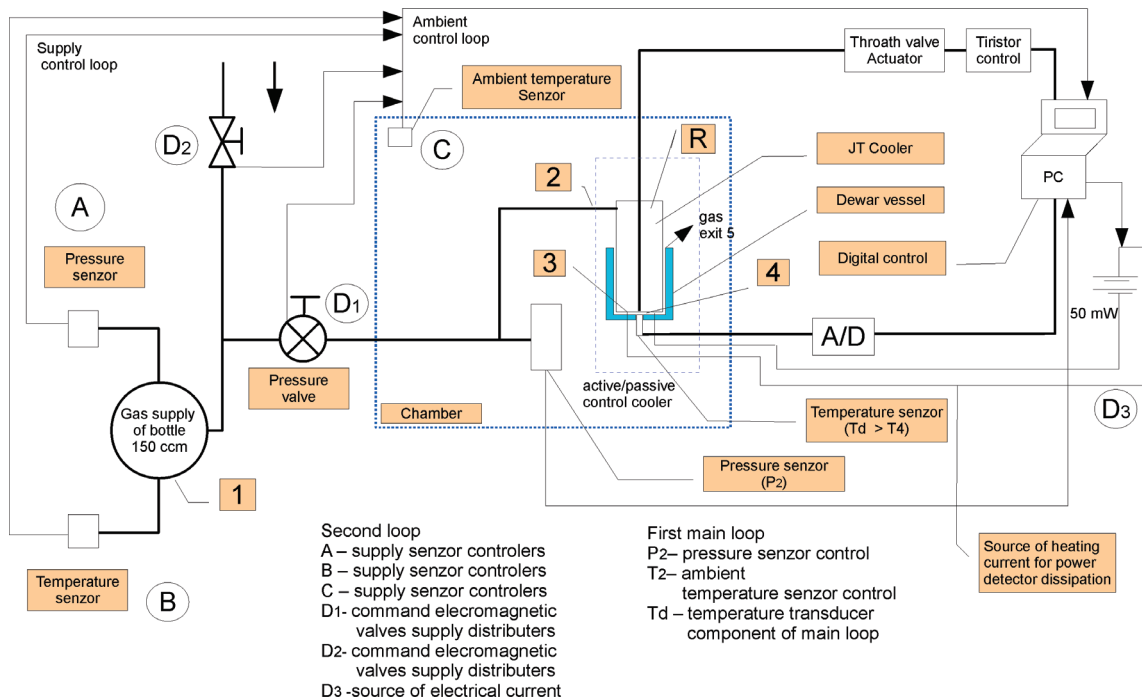 Supply
control loop
Ambient
control loop
Throath valve
Actuator
Tiristor
control
Ambient temperature
Senzor
D2
C
R
JT Cooler
PC
A
2
Dewar vessel
gas
exit 5
Pressure
senzor
3
4
Digital control
D1
50 mW
A/D
Pressure
valve
active/passive
control cooler
Chamber
Gas supply
of bottle
150 ccm
Temperature senzor
(Td > T4)
D3
Pressure senzor
(P2)
1
Temperature
senzor
B
Second loop
A – supply senzor controlers
B – supply senzor controlers
C – supply senzor controlers
D1- command elecromagnetic
valves supply distributers
D2- command elecromagnetic
valves supply distributers
D3 -source of electrical current
First main loop
P2– pressure senzor control
T2– ambient
temperature senzor control
Td – temperature transducer
component of main loop
Source of heating
current for power
detector dissipation